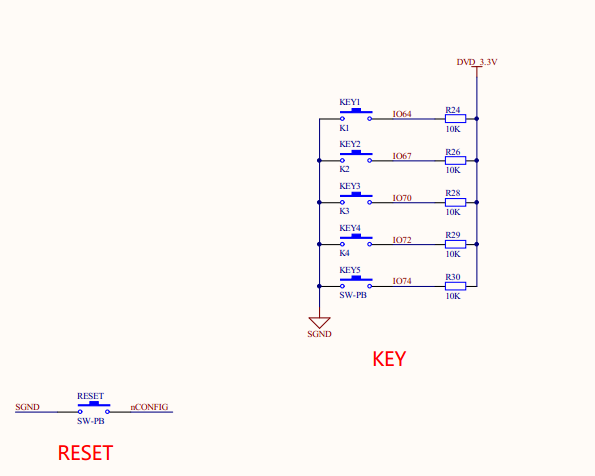 DVD_3.3V
KEY1
IO64
R24
K1
10K
KEY2
IO67
R26
K2
10K
KEY3
IO70
R28
K3
10K
KEY4
IO72
R29
K4
10K
KEY5
IO74
R30
SW-PB
10K
SGND
KEY
RESET
SGND
nCONFIG
SW-PB
RESET